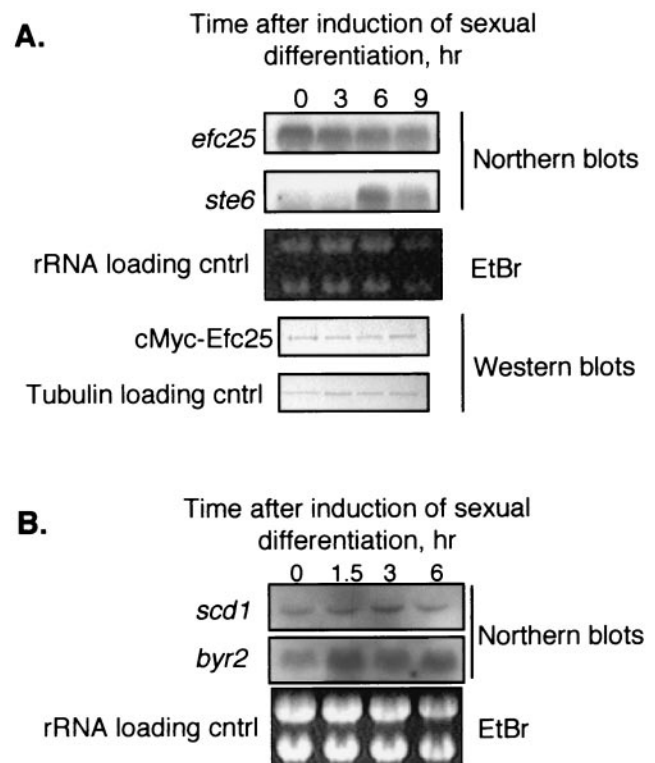 A.
Time after induction of sexual
differentiation, hr
0 3 6 9
efc25
ste6
Northern blots
rRNA loading cntrl
EtBr
cMyc-Efc25
Tubulin loading cntrl
Western blots
B.
Time after induction of sexual
differentiation, hr
0 1.5 3 6
scd1
byr2
Northern blots
rRNA loading cntrl
EtBr